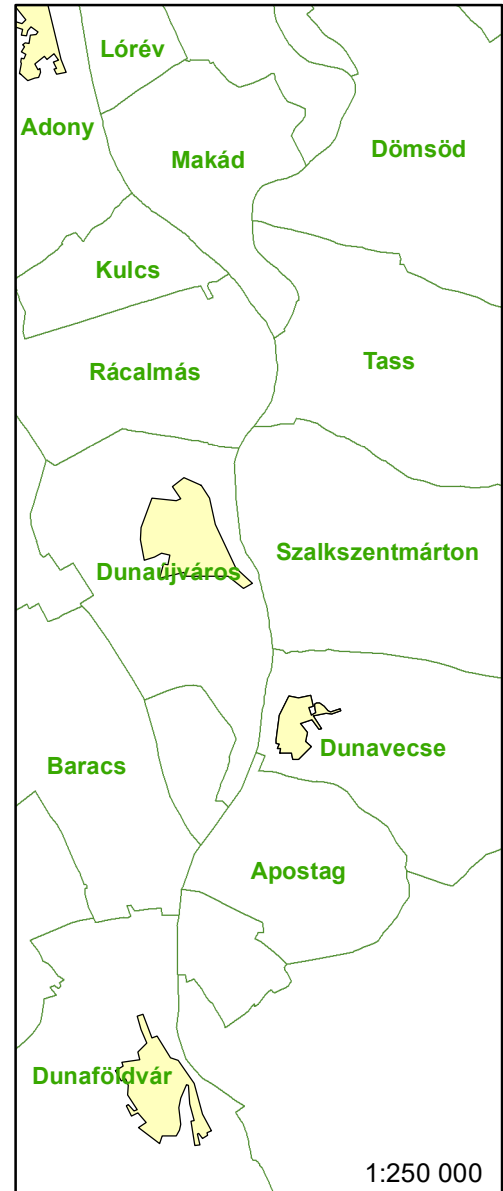 Lórév
Adony
Makád
Dömsöd
Kulcs
Rácalmás
Tass
Szalkszentmárton
Dunaújváros
Dunavecse
Baracs
Apostag
Dunaföldvár
1:250 000